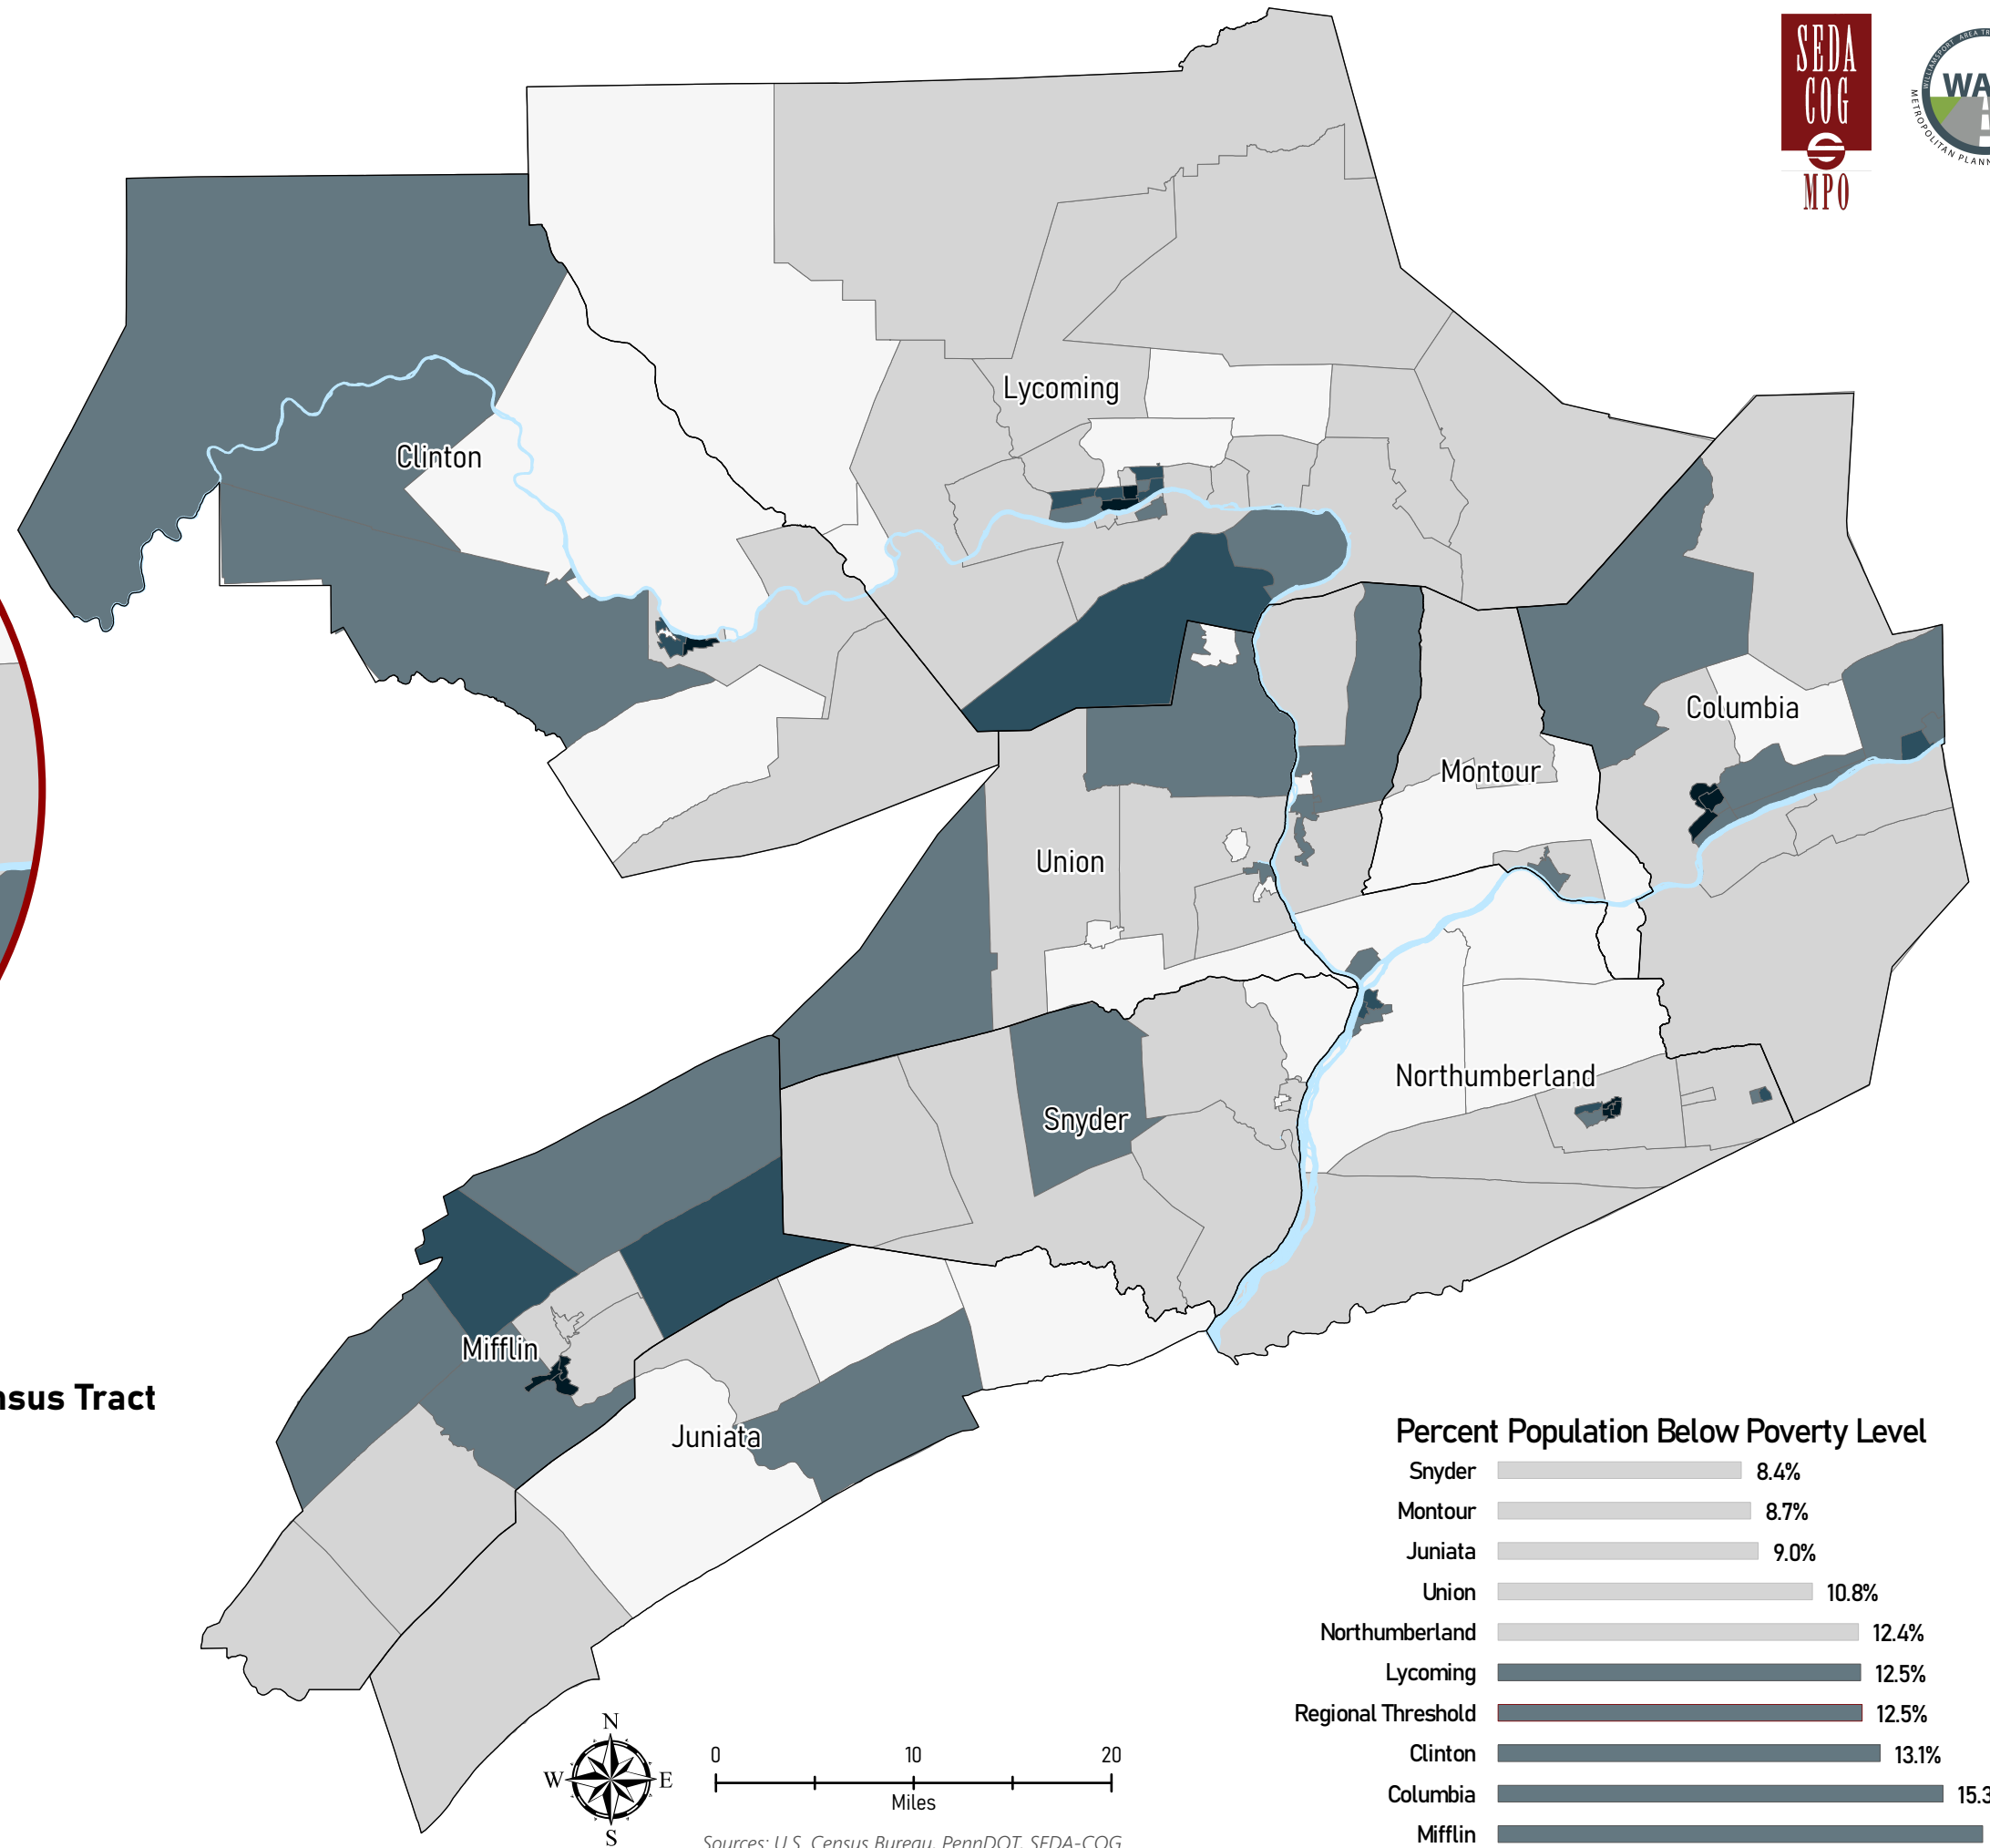 SEDA
COG
MPO
WILLIAMSPORT AREA
METROPOLITAN
Lycoming
Clinton
Columbia
Montour
Union
Northumberland
Snyder
Mifflin
Juniata
Tract
Percent Population Below Poverty Level
Snyder 8.4%
Montour 8.7%
Juniata 9.0%
Union 10.8%
Northumberland 12.4%
Lycoming 12.5%
Regional Threshold 12.5%
Clinton 13.1%
Columbia 15.3
Mifflin
N
W E
S
0 10 20
Miles
Sources: U.S. Census Bureau, PennDOT, SEDA-COG